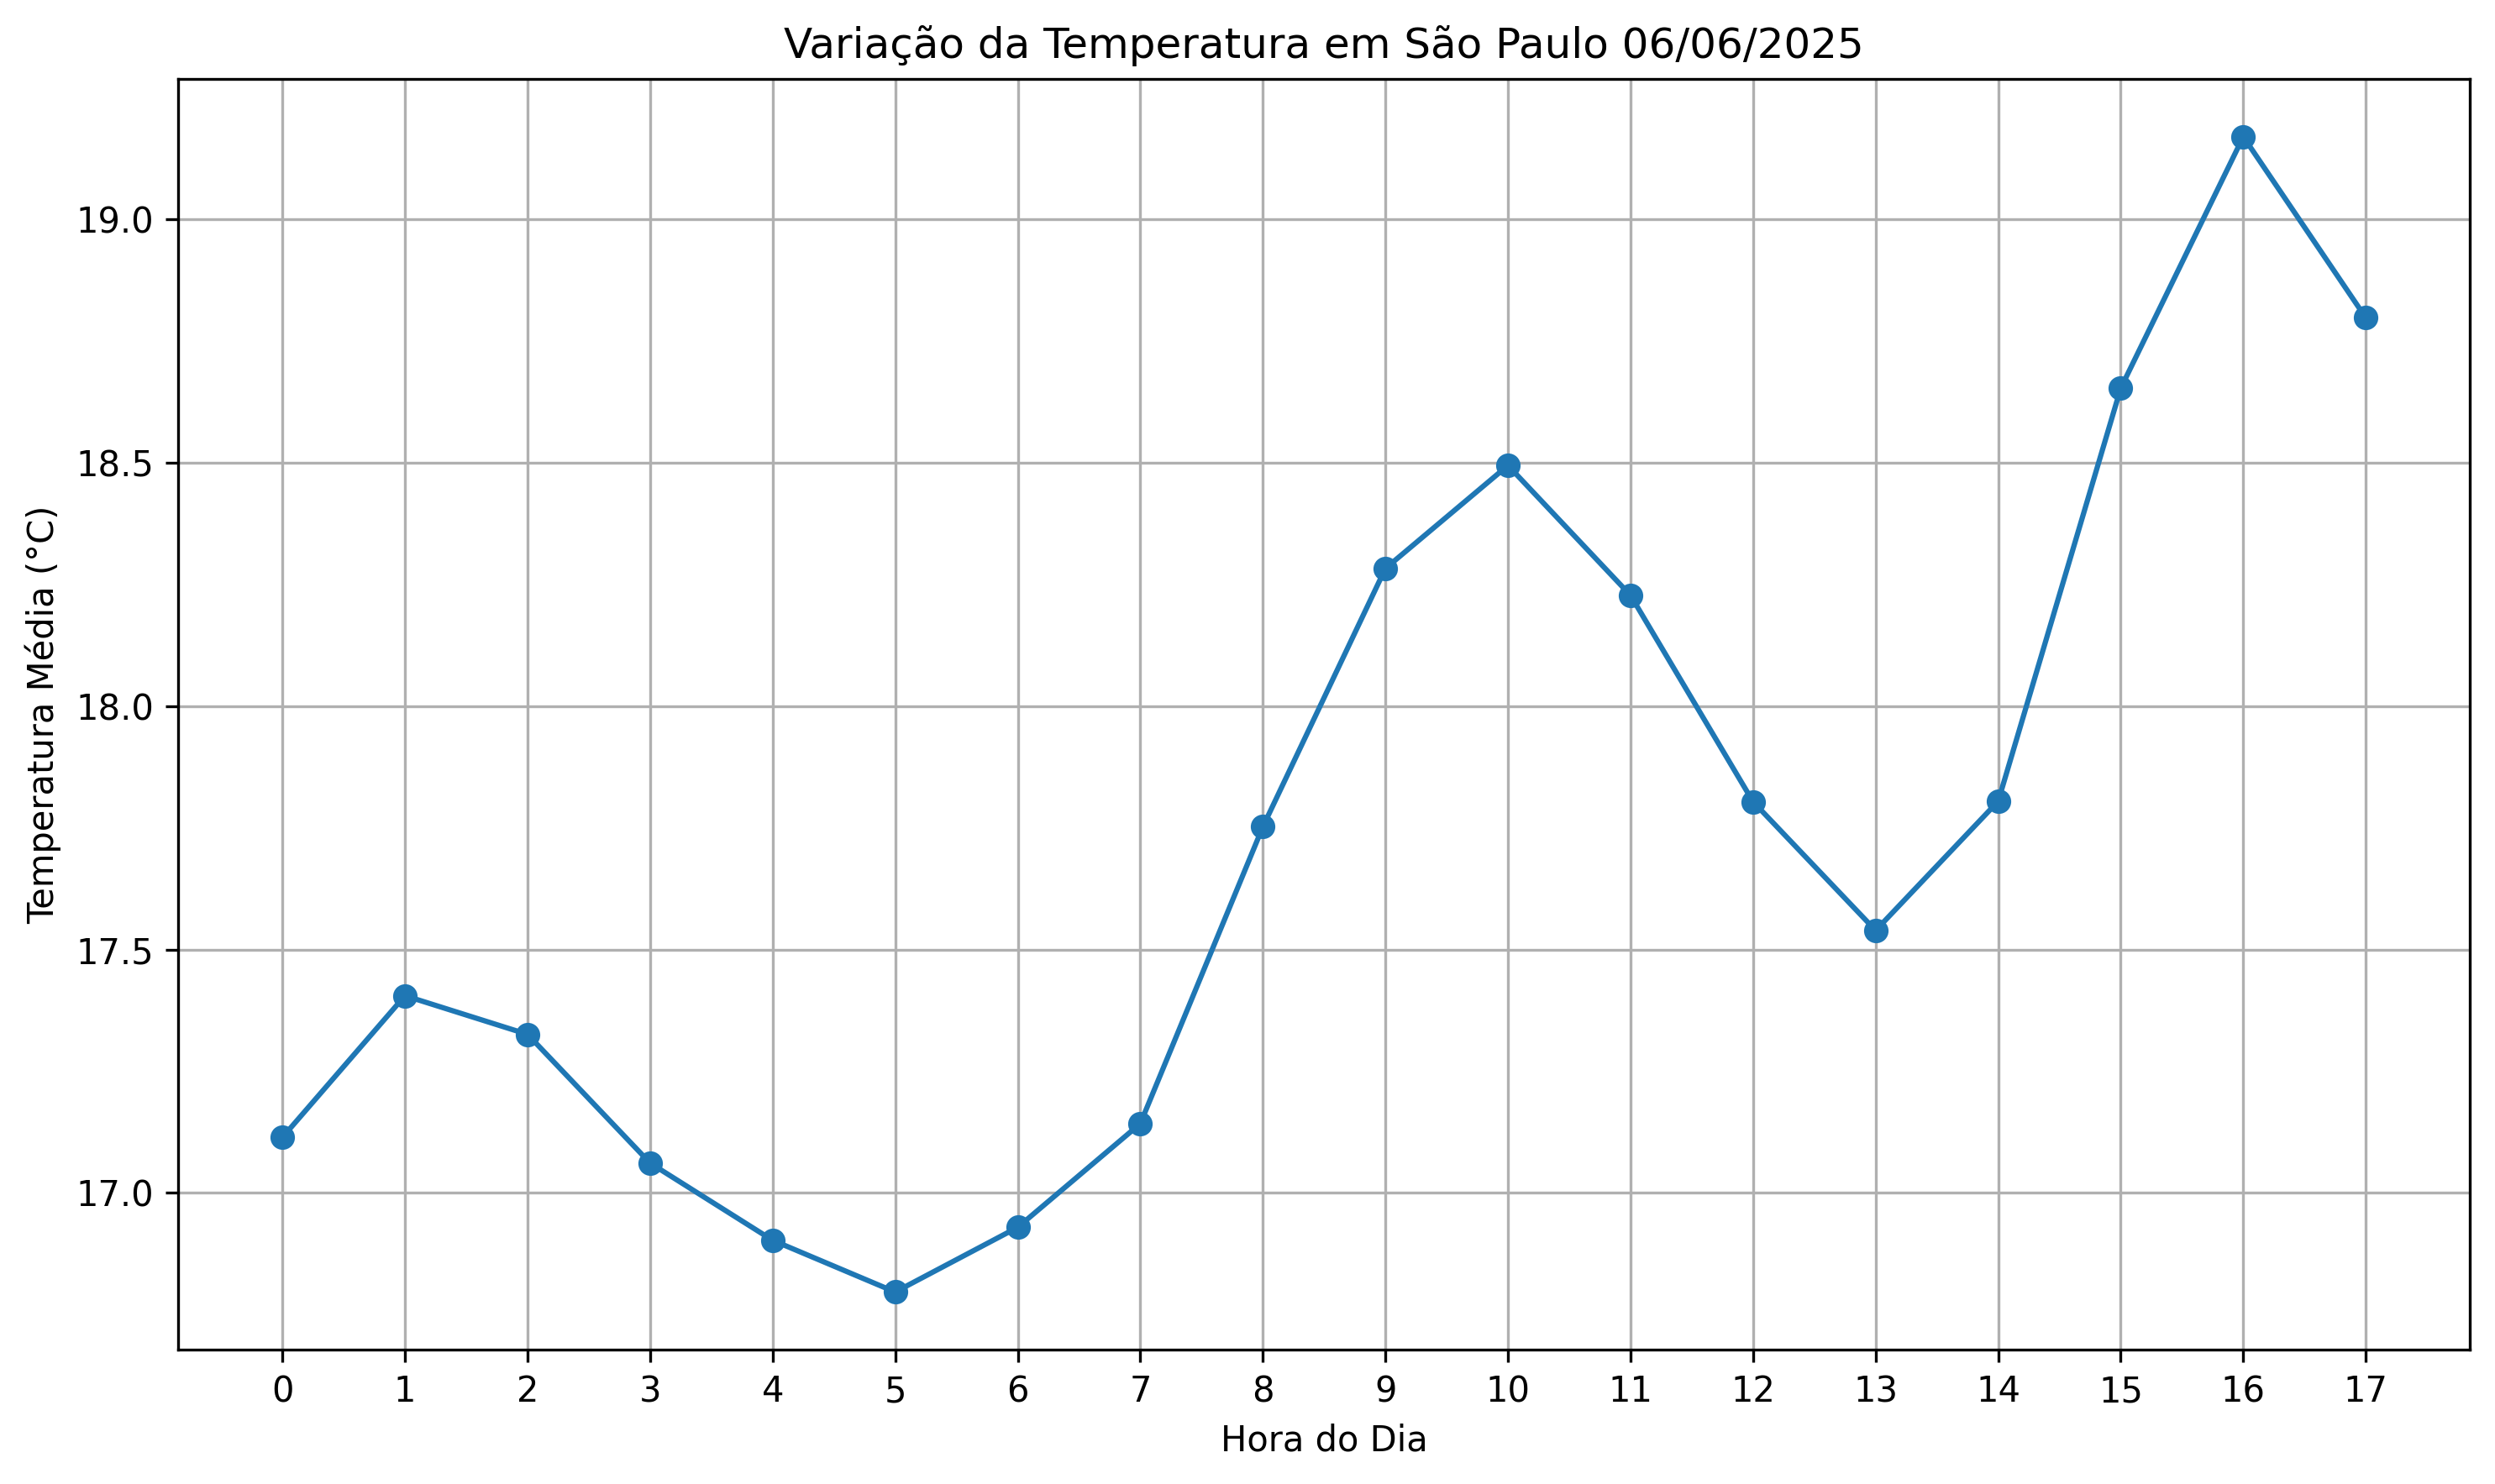 Variação da Temperatura em São Paulo 06/06/2025
Temperatura Média (°C)
19.0
18.5
18.0
17.5
17.0
0 1 2 3 4 5 6 7 8 9 10 11 12 13 14 15 16 17
Hora do Dia